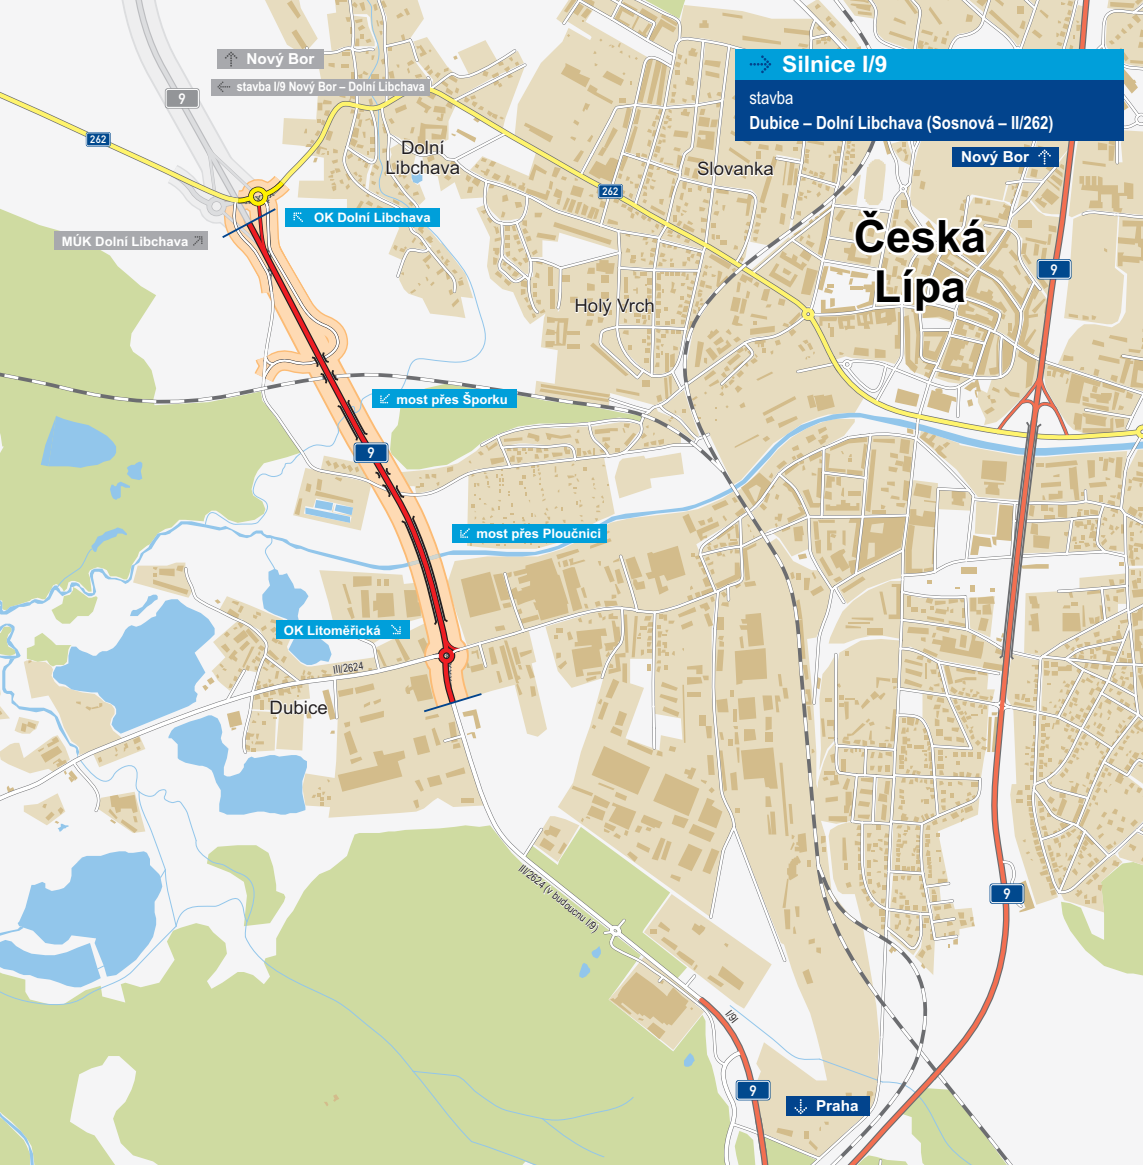 Nový Bor
stavba I/9 Nový Bor – Dolní Libchava
9
Silnice I/9
stavba
Dubice – Dolní Libchava (Sosnová – II/262)
Nový Bor
262
Dolní
Libchava
Slovanka
262
OK Dolní Libchava
MÚK Dolní Libchava
Česká
Lípa
9
Holý Vrch
most přes Šporku
9
most přes Ploučnici
OK Litoměřická
III/2624
Dubice
III/2624 (v budoucnu I/9)
9
I/9I
9
Praha